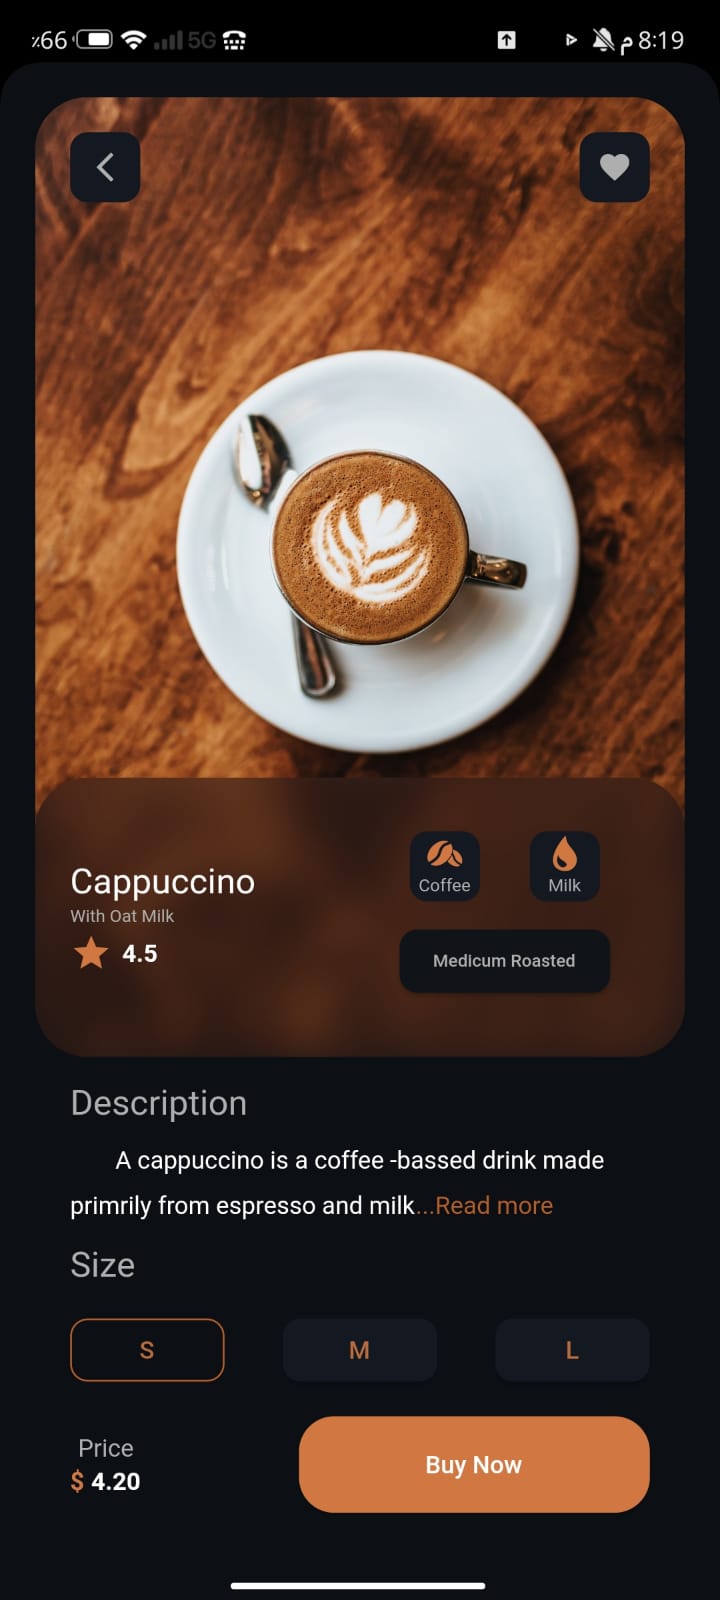 ٪66 5G م 8:19
Coffee Milk
Cappuccino
With Oat Milk
4.5
Medicum Roasted
Description
A cappuccino is a coffee -bassed drink made
primrily from espresso and milk...Read more
Size
S M L
Price
$ 4.20
Buy Now